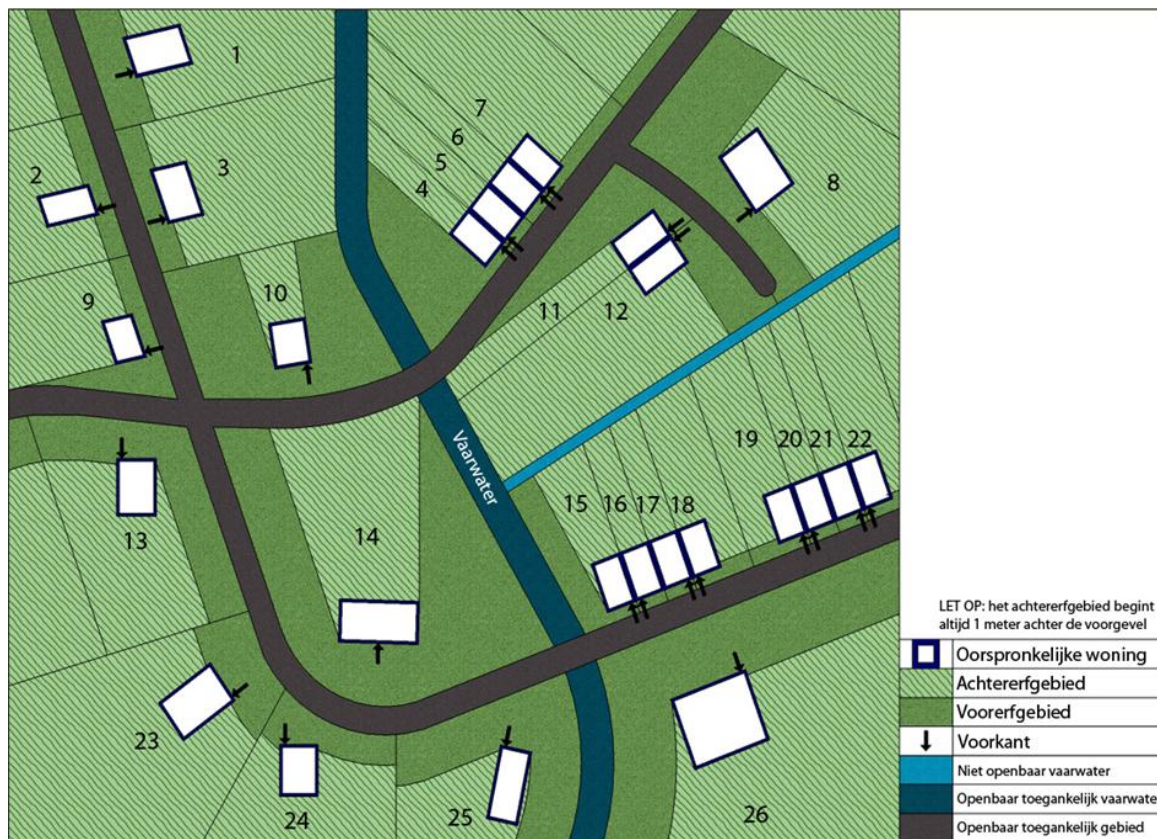 1
7
6
5
4
2
3
8
9
10
11
12
Vaarwater
19
20
21
22
15
16
17
18
13
14
23
24
25
26
LET OP: het achtererfgebied begint
altijd 1 meter achter de voorgevel
Oorspronkelijke woning
Achtererfgebied
Voorerfgebied
Voorkant
Niet openbaar vaarwater
Openbaar toegankelijk vaarwate
Openbaar toegankelijk gebied